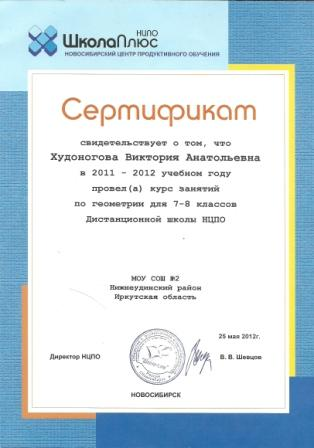 НЦПО
ШколаПлюс
НОВОСИБИРСКИЙ ЦЕНТР ПРОДУКТИВНОГО ОБУЧЕНИЯ
Сертификат
свидетельствует о том, что
Худоногова Виктория Анатольевна
в 2011 - 2012 учебном году
провел(а) курс занятий
по геометрии для 7-8 классов
Дистанционной школы НЦПО
МОУ СОШ №2
Нижнеудинский район
Иркутская область
25 мая 2012г.
Директор НЦПО
В. В. Шевцов
НОВОСИБИРСК